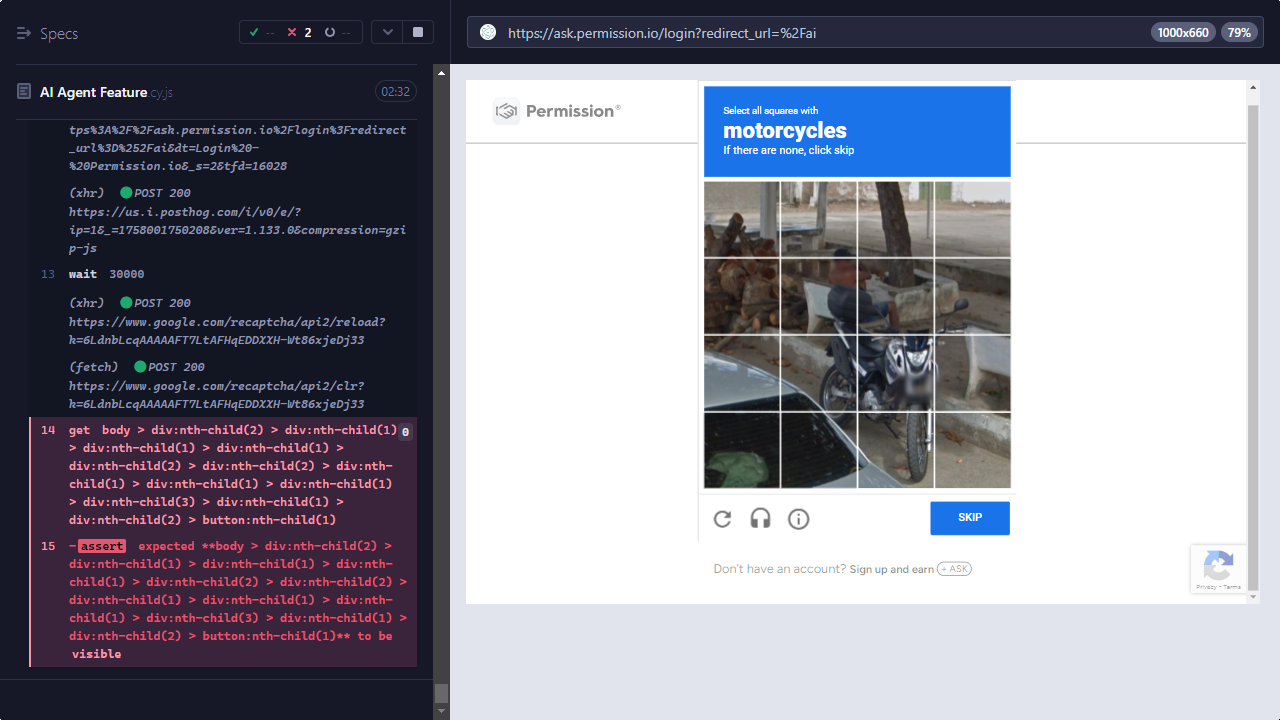 Specs
-- 2 --
AI Agent Feature.cy.js 02:32
tps%3A%2F%2Fask.permission.io%2Flogin%3Fredirect
_url%3D%252Fai&dt=Login%20-
%20Permission.io&_s=2&tfd=16028
(xhr) POST 200
https://us.i.posthog.com/i/v0/e/?
ip=1&_=1758001750208&ver=1.133.0&compression=gzi
p-js
13 wait 30000
(xhr) POST 200
https://www.google.com/recaptcha/api2/reload?
k=6LdnbLcqAAAAAFT7LtAFHqEDDXXH-Wt86xjeDj33
(fetch) POST 200
https://www.google.com/recaptcha/api2/clr?
k=6LdnbLcqAAAAAFT7LtAFHqEDDXXH-Wt86xjeDj33
14 get body > div:nth-child(2) > div:nth-child(1) 0
> div:nth-child(1) > div:nth-child(1) >
div:nth-child(2) > div:nth-child(2) > div:nth-
child(1) > div:nth-child(1) > div:nth-child(1)
> div:nth-child(3) > div:nth-child(1) >
div:nth-child(2) > button:nth-child(1)
15 -assert expected **body > div:nth-child(2) >
div:nth-child(1) > div:nth-child(1) > div:nth-
child(1) > div:nth-child(2) > div:nth-child(2) >
div:nth-child(1) > div:nth-child(1) > div:nth-
child(1) > div:nth-child(3) > div:nth-child(1) >
div:nth-child(2) > button:nth-child(1)** to be
visible
https://ask.permission.io/login?redirect_url=%2Fai 1000x660 79%
Permission®
Select all squares with
motorcycles
If there are none, click skip
SKIP
Don't have an account? Sign up and earn + ASK
Privacy - Terms